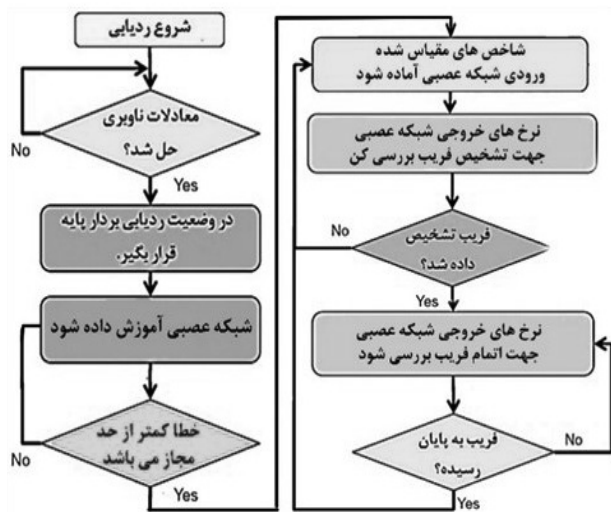 شروع ردیابی
معادلات ناوبری
حل شد؟
No
Yes
در وضعیت ردیابی بردار پایه
قرار بگیر.
شبکه عصبی آموزش داده شود
خطا کمتر از حد
مجاز می باشد
No
Yes
شاخص های مقیاس شده
ورودی شبکه عصبی آماده شود
نرخ های خروجی شبکه عصبی
جهت تشخیص فریب بررسی کن
No
فریب تشخیص
داده شد؟
Yes
نرخ های خروجی شبکه عصبی
جهت اتمام فریب بررسی شود
فریب به پایان
رسیده؟
No
Yes